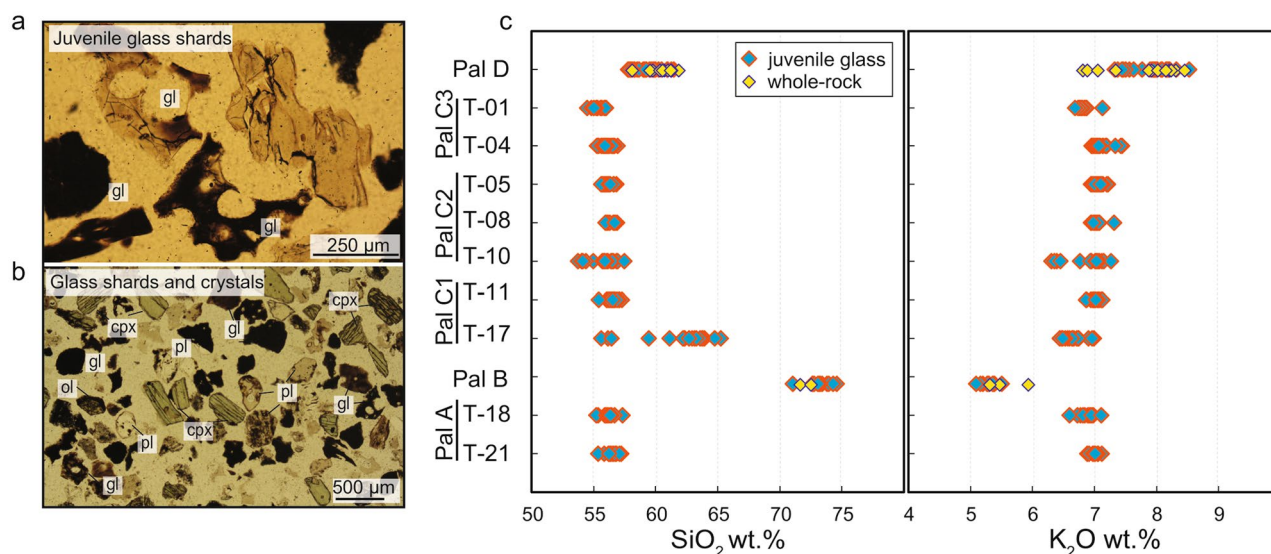 a
Juvenile glass shards
gl
gl
gl
250 µm
b
Glass shards and crystals
cpx
cpx
gl
pl
gl
ol
pl
gl
cpx
pl
gl
500 µm
c
juvenile glass
whole-rock
Pal D
Pal C3
T-01
T-04
Pal C2
T-05
T-08
T-10
Pal C1
T-11
T-17
Pal B
Pal A
T-18
T-21
50 55 60 65 70 75
SiO₂ wt.%
4 5 6 7 8 9
K₂O wt.%